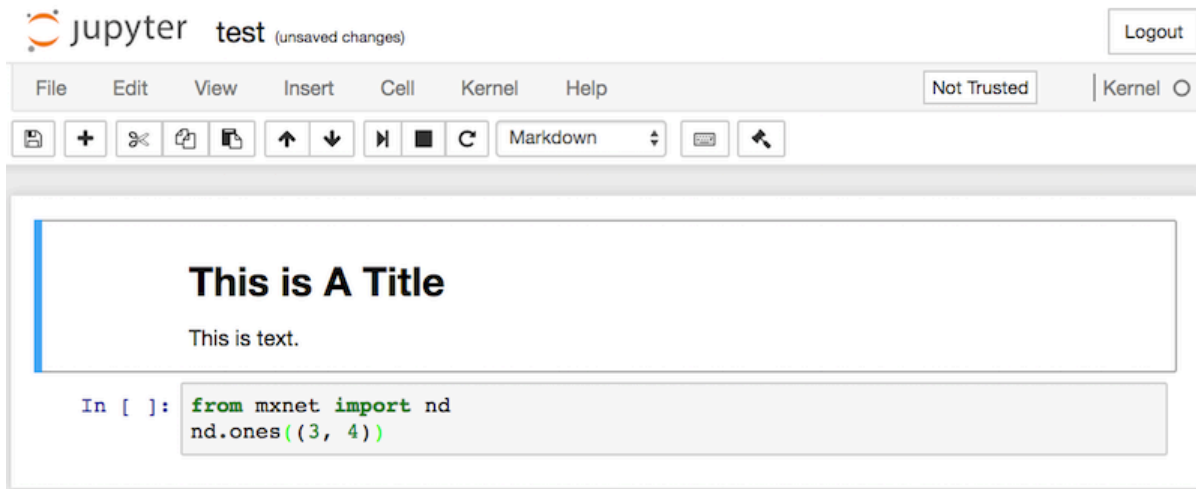 jupyter test (unsaved changes) Logout
File Edit View Insert Cell Kernel Help Not Trusted Kernel
Markdown
This is A Title
This is text.
In [ ]: from mxnet import nd
nd.ones((3, 4))